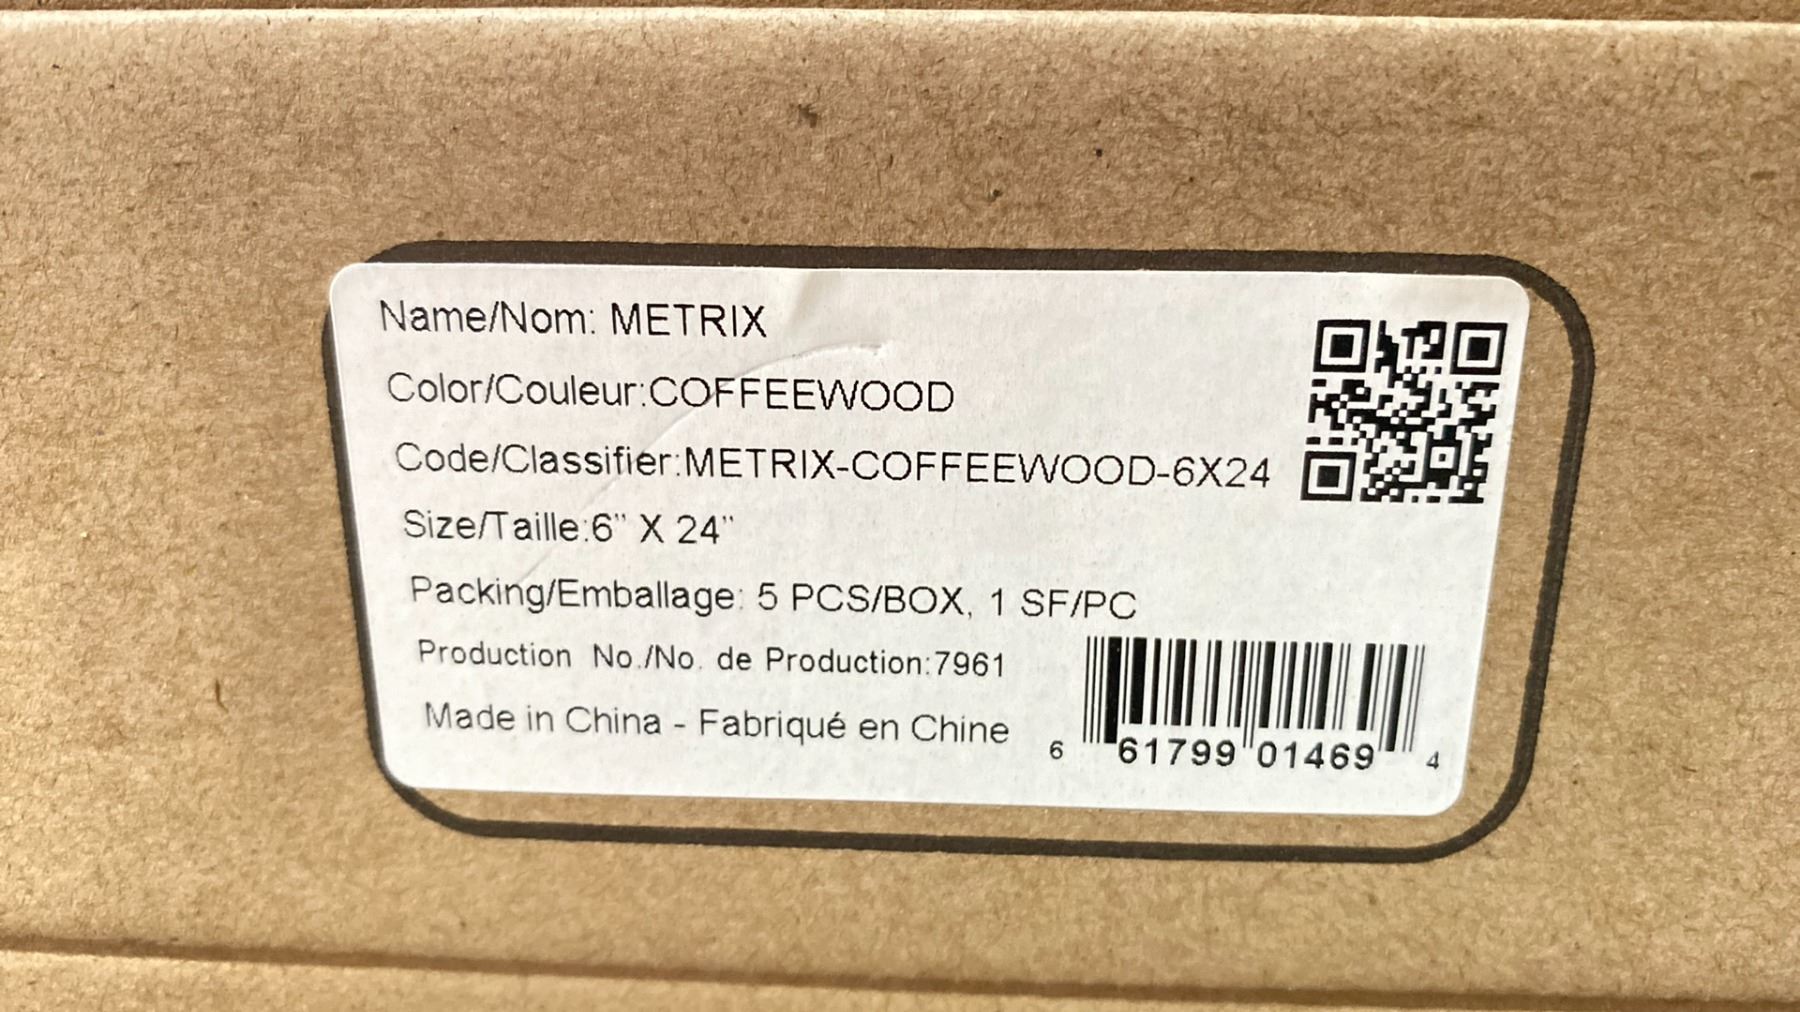 Name/Nom: METRIX
Color/Couleur:COFFEEWOOD
Code/Classifier:METRIX-COFFEEWOOD-6X24
Size/Taille:6" X 24"
Packing/Emballage: 5 PCS/BOX, 1 SF/PC
Production No./No. de Production:7961
Made in China - Fabriqué en Chine
6 61799 01469 4